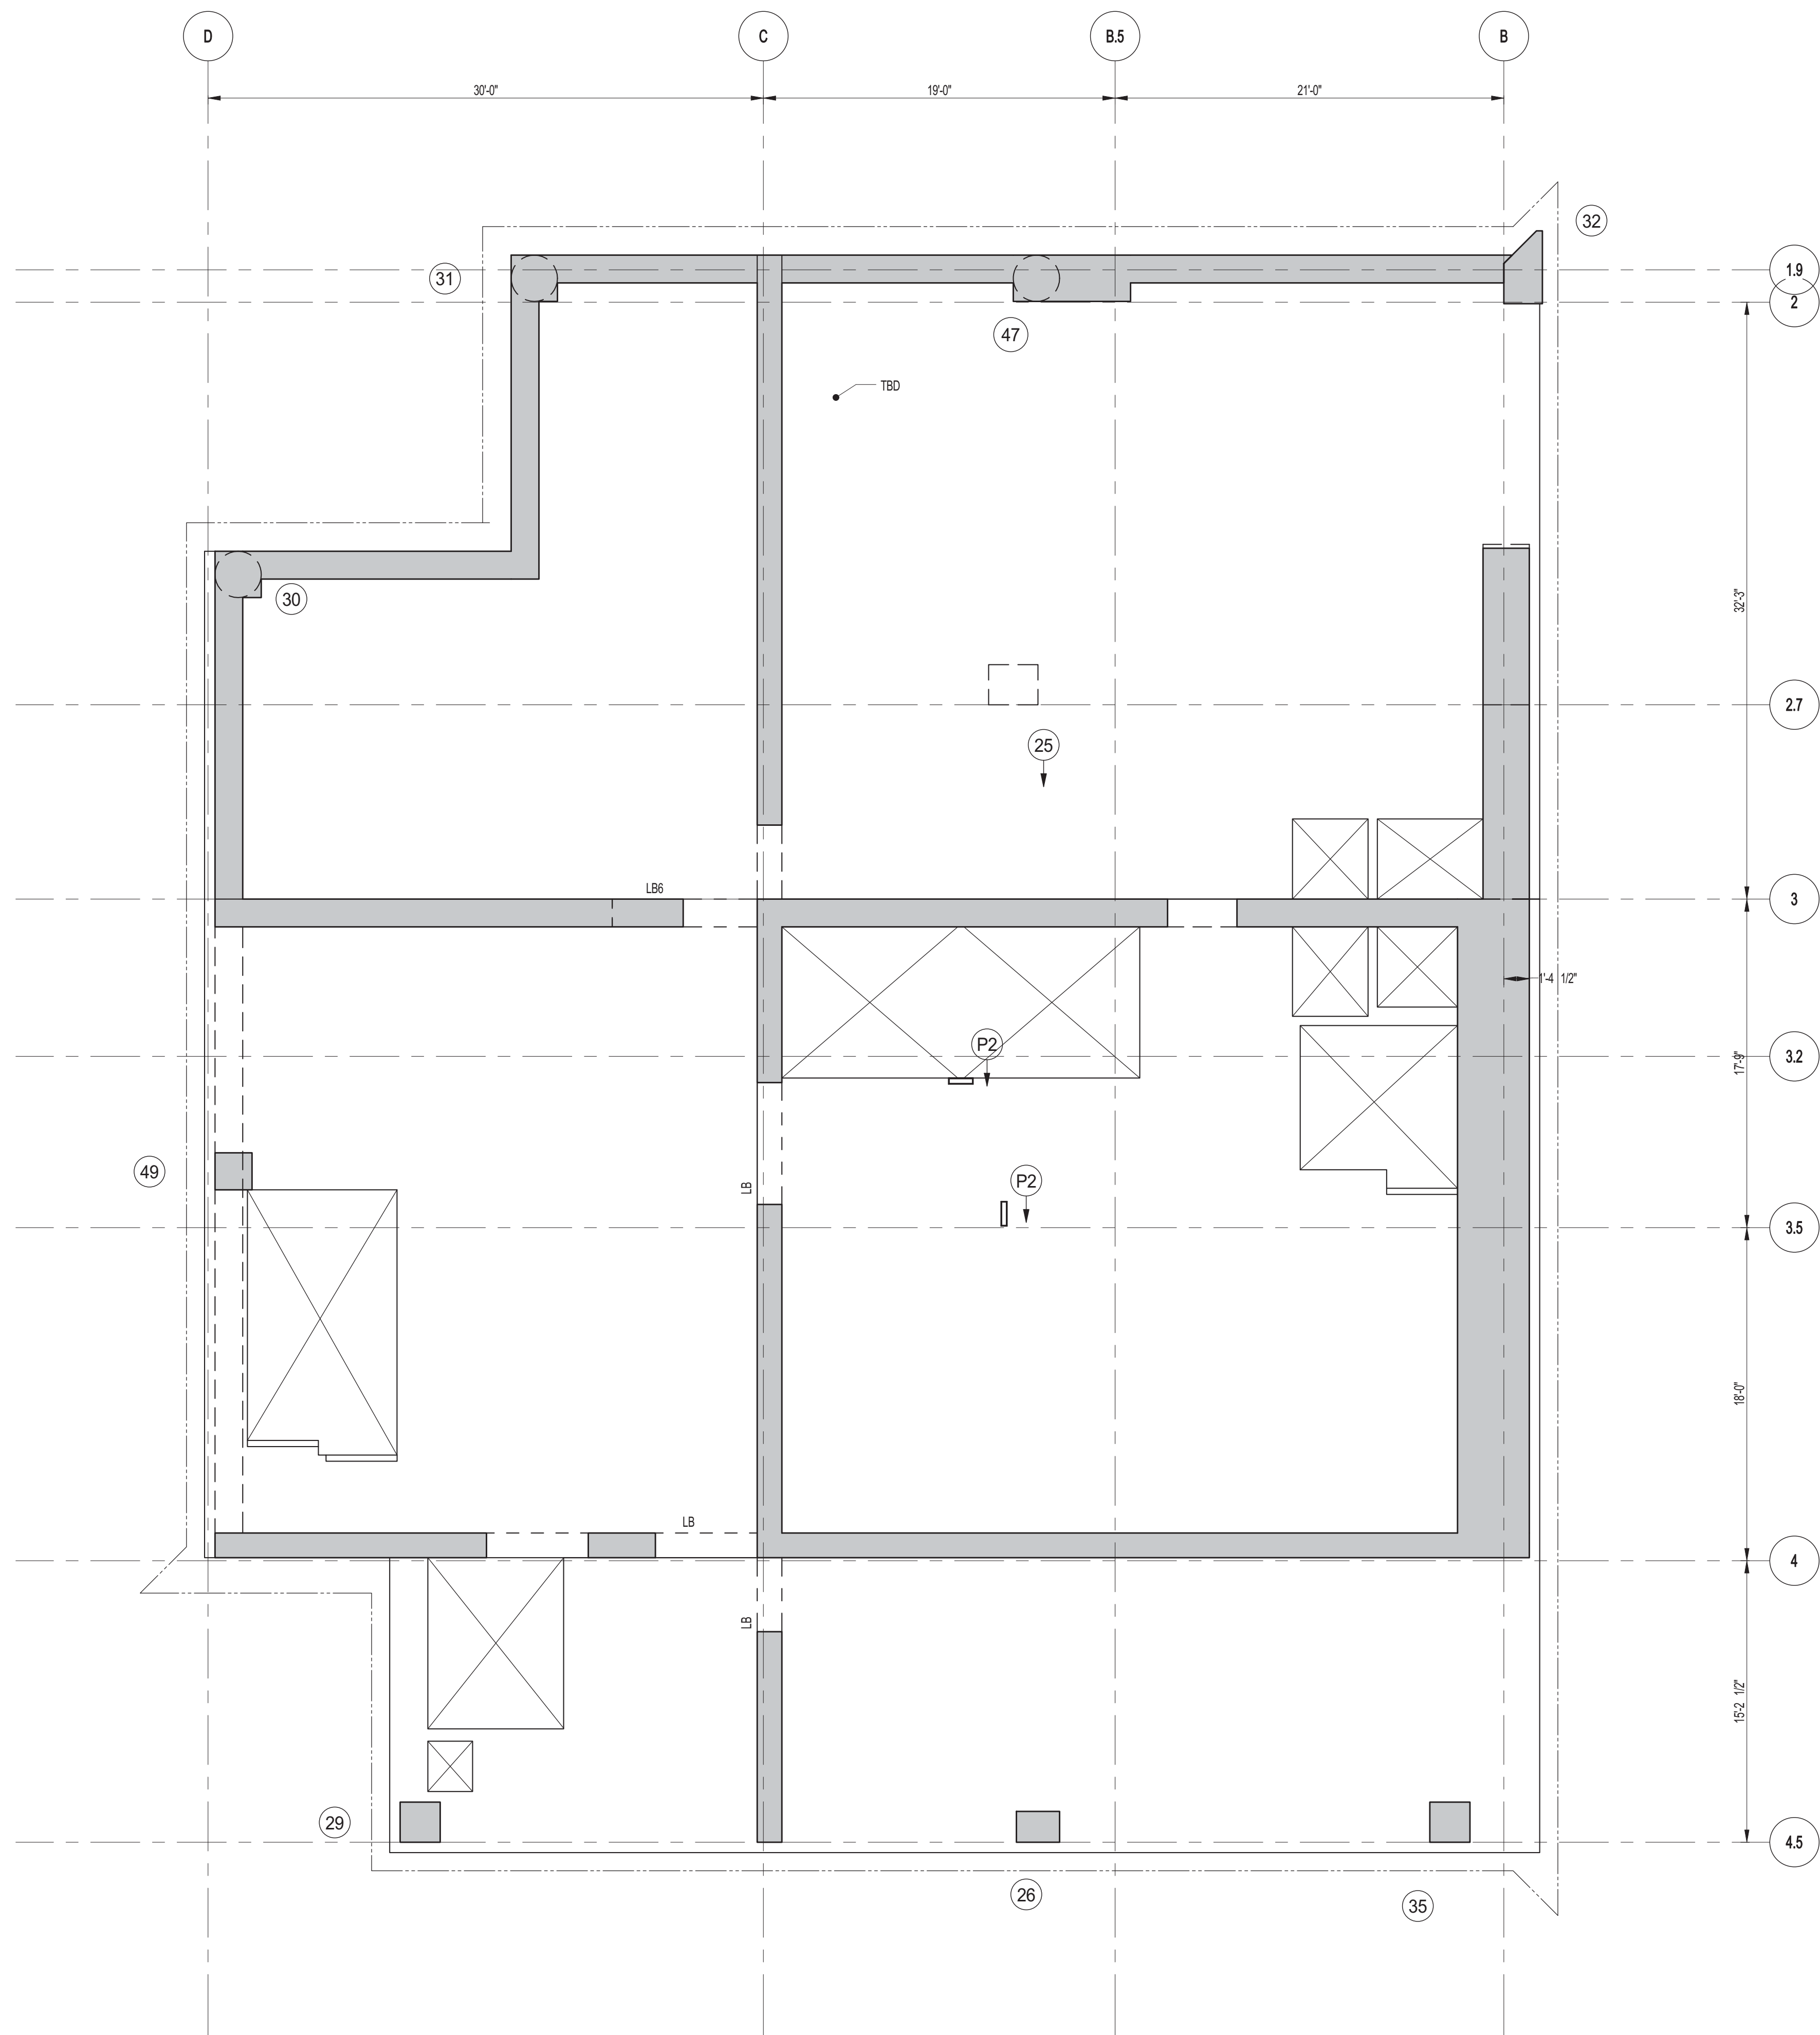 D C B.5 B
30'-0" 19'-0" 21'-0"
32
31
1.9
2
47
TBD
30
32'-3"
2.7
25
LB6
3
1'-4 1/2"
P2
17'-9"
3.2
49
P2
LB
3.5
18'-0"
LB
4
LB
15'-2 1/2"
29
4.5
26
35